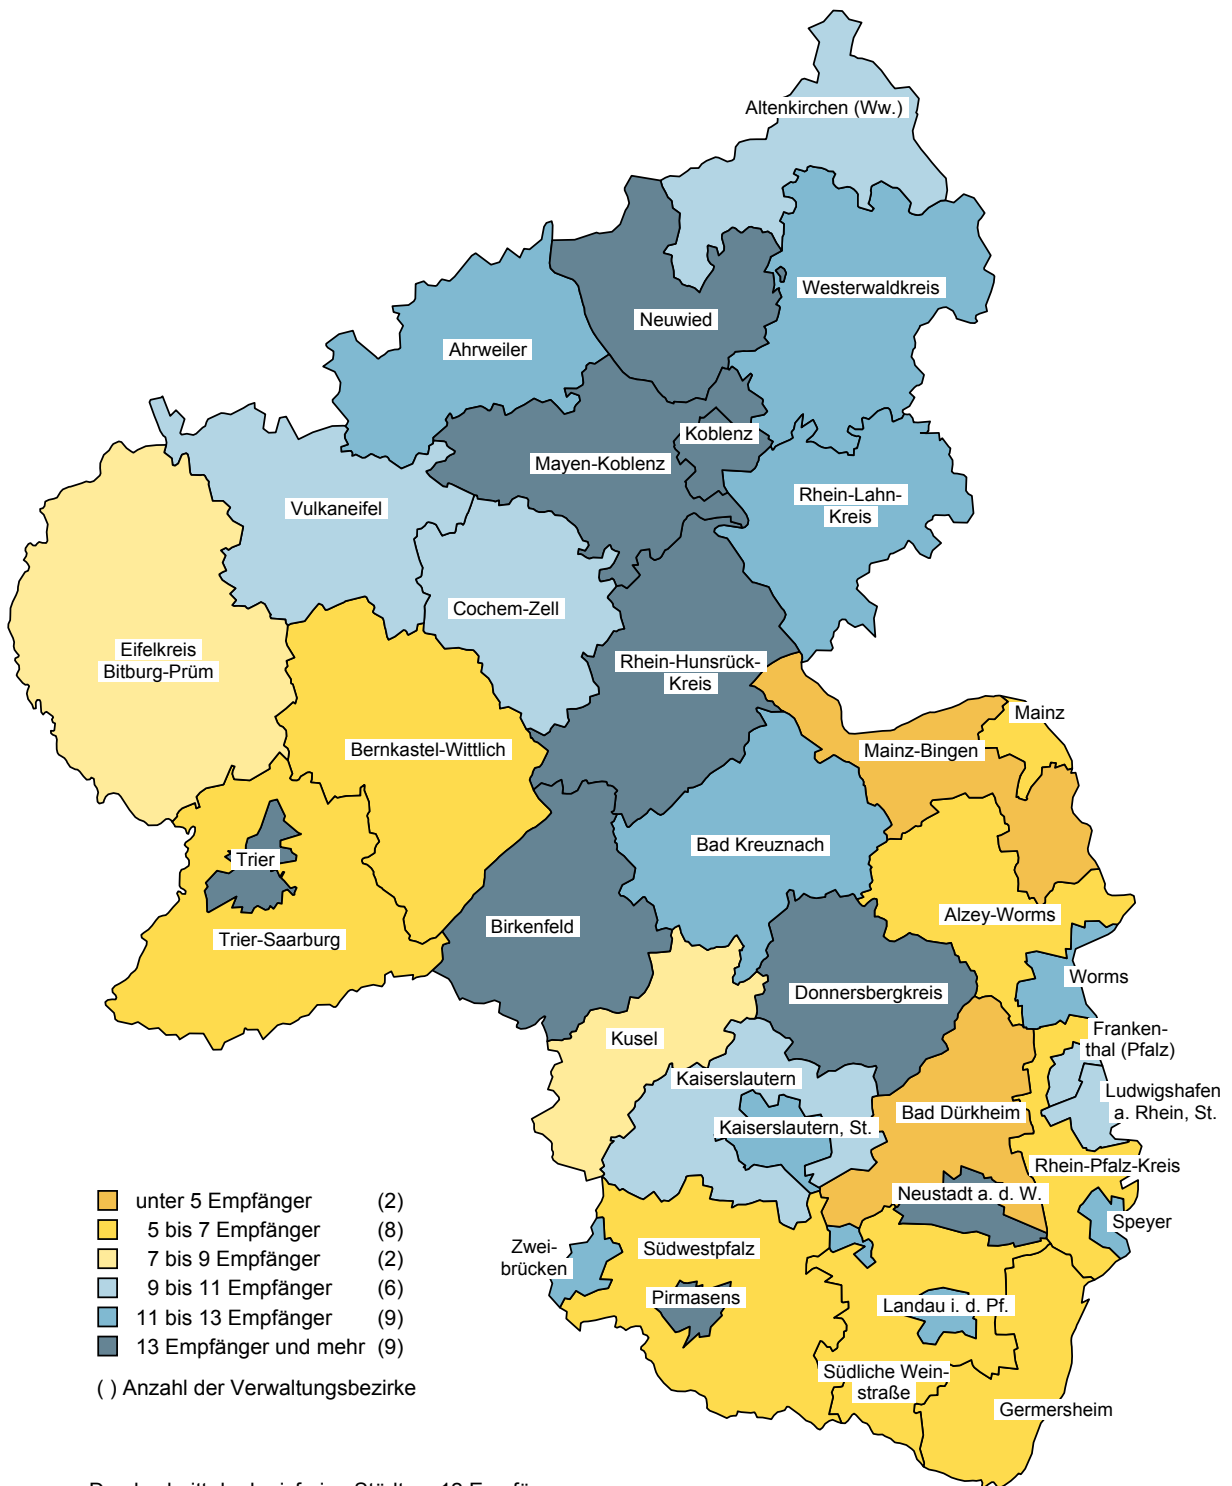 Altenkirchen (Ww.)
Westerwaldkreis
Neuwied
Ahrweiler
Koblenz
Mayen-Koblenz
Rhein-Lahn-
Kreis
Vulkaneifel
Cochem-Zell
Eifelkreis
Bitburg-Prüm
Rhein-Hunsrück-
Kreis
Mainz
Mainz-Bingen
Bernkastel-Wittlich
Bad Kreuznach
Trier
Alzey-Worms
Birkenfeld
Trier-Saarburg
Worms
Donnersbergkreis
Franken-
thal (Pfalz)
Kusel
Kaiserslautern
Ludwigshafen
a. Rhein, St.
Bad Dürkheim
Kaiserslautern, St.
Rhein-Pfalz-Kreis
Neustadt a. d. W.
Speyer
Zwei-
brücken
Südwestpfalz
Pirmasens
Landau i. d. Pf.
Südliche Wein-
straße
Germersheim
unter 5 Empfänger (2)
5 bis 7 Empfänger (8)
7 bis 9 Empfänger (2)
9 bis 11 Empfänger (6)
11 bis 13 Empfänger (9)
13 Empfänger und mehr (9)
( ) Anzahl der Verwaltungsbezirke